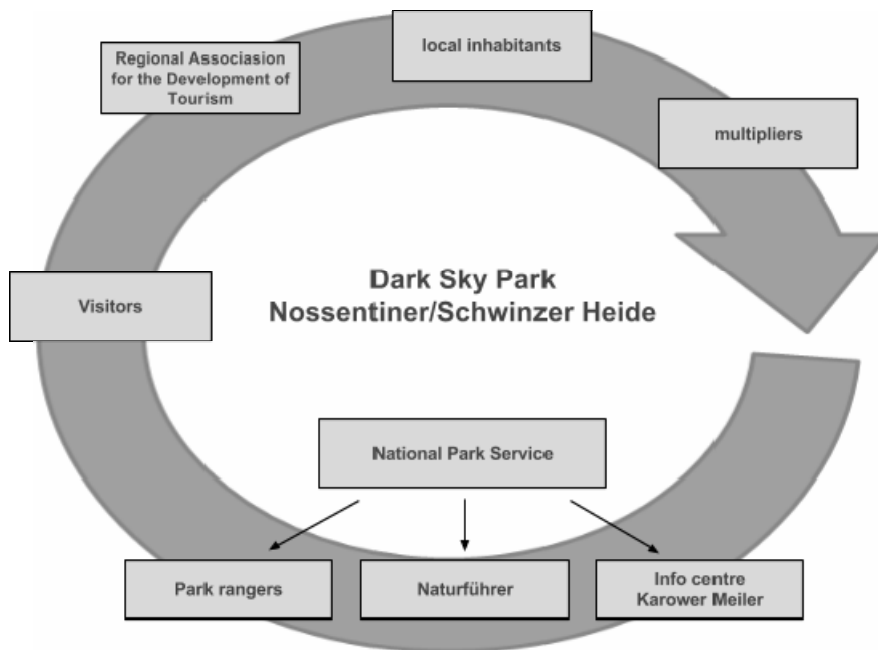 local inhabitants
Regional Associasion
for the Development of
Tourism
multipliers
Dark Sky Park
Nossentiner/Schwinzer Heide
Visitors
National Park Service
Park rangers
Naturführer
Info centre
Karower Meiler